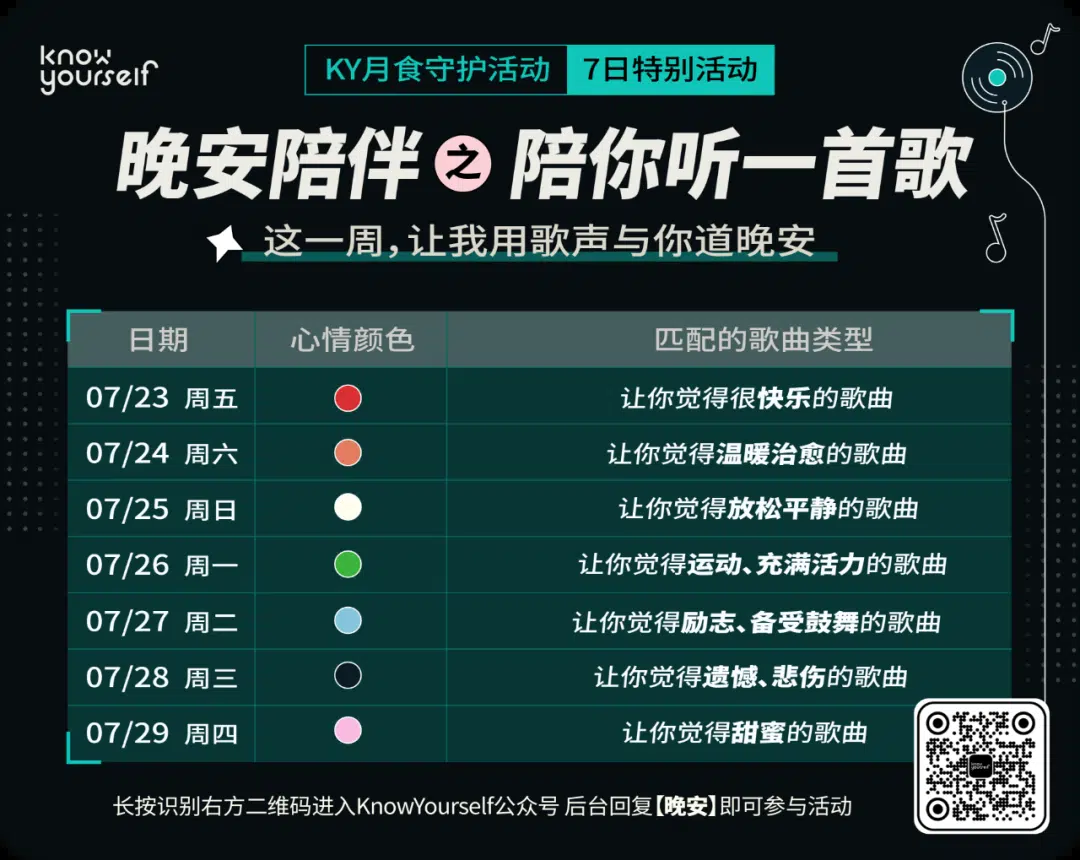 know
yourself
KY月食守护活动 7日特别活动
晚安陪伴之陪你听一首歌
这一周,让我用歌声与你道晚安
日期 心情颜色 匹配的歌曲类型
07/23 周五 让你觉得很快乐的歌曲
07/24 周六 让你觉得温暖治愈的歌曲
07/25 周日 让你觉得放松平静的歌曲
07/26 周一 让你觉得运动、充满活力的歌曲
07/27 周二 让你觉得励志、备受鼓舞的歌曲
07/28 周三 让你觉得遗憾、悲伤的歌曲
07/29 周四 让你觉得甜蜜的歌曲
长按识别右方二维码进入KnowYourself公众号 后台回复【晚安】即可参与活动